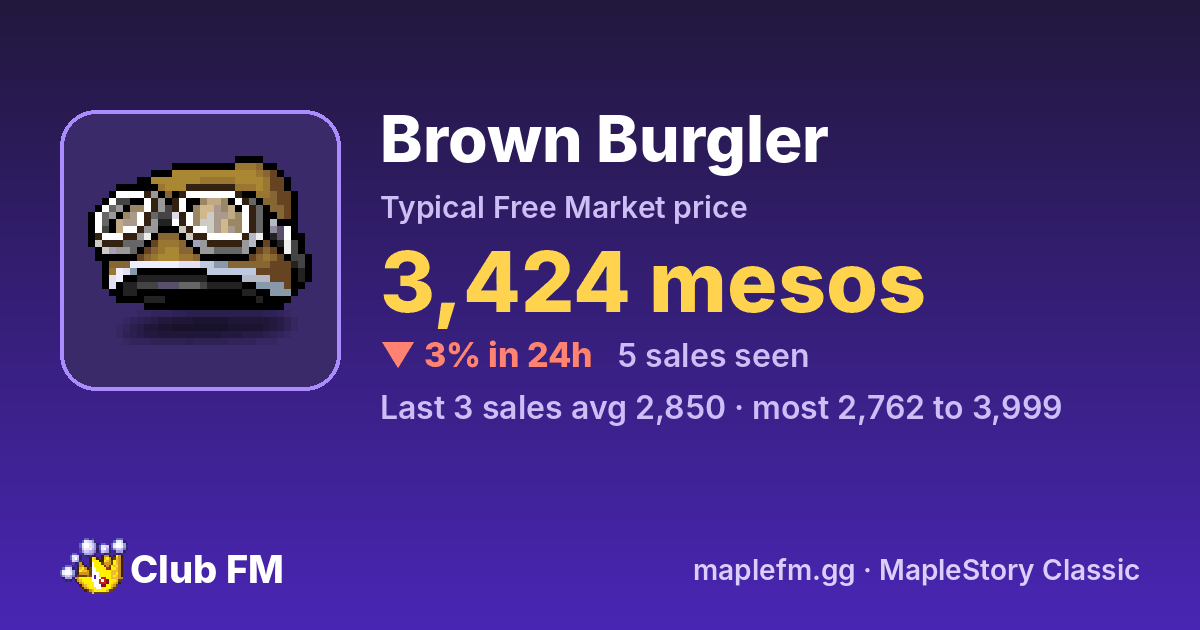 Brown Burgler
Typical Free Market price
3,424 mesos
▼ 3% in 24h 5 sales seen
Last 3 sales avg 2,850 · most 2,762 to 3,999
Club FM
maplefm.gg · MapleStory Classic